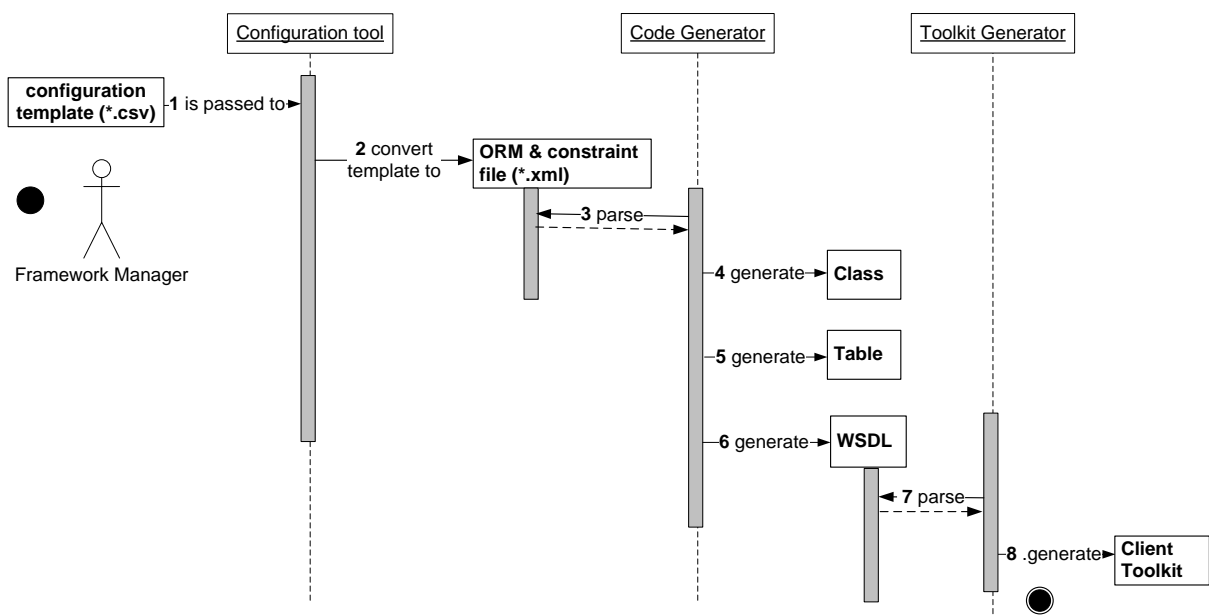 Configuration tool
Code Generator
Toolkit Generator
configuration
template (*.csv)
1 is passed to
2 convert
template to
ORM & constraint
file (*.xml)
3 parse
Framework Manager
4 generate
Class
5 generate
Table
6 generate
WSDL
7 parse
8 .generate
Client
Toolkit